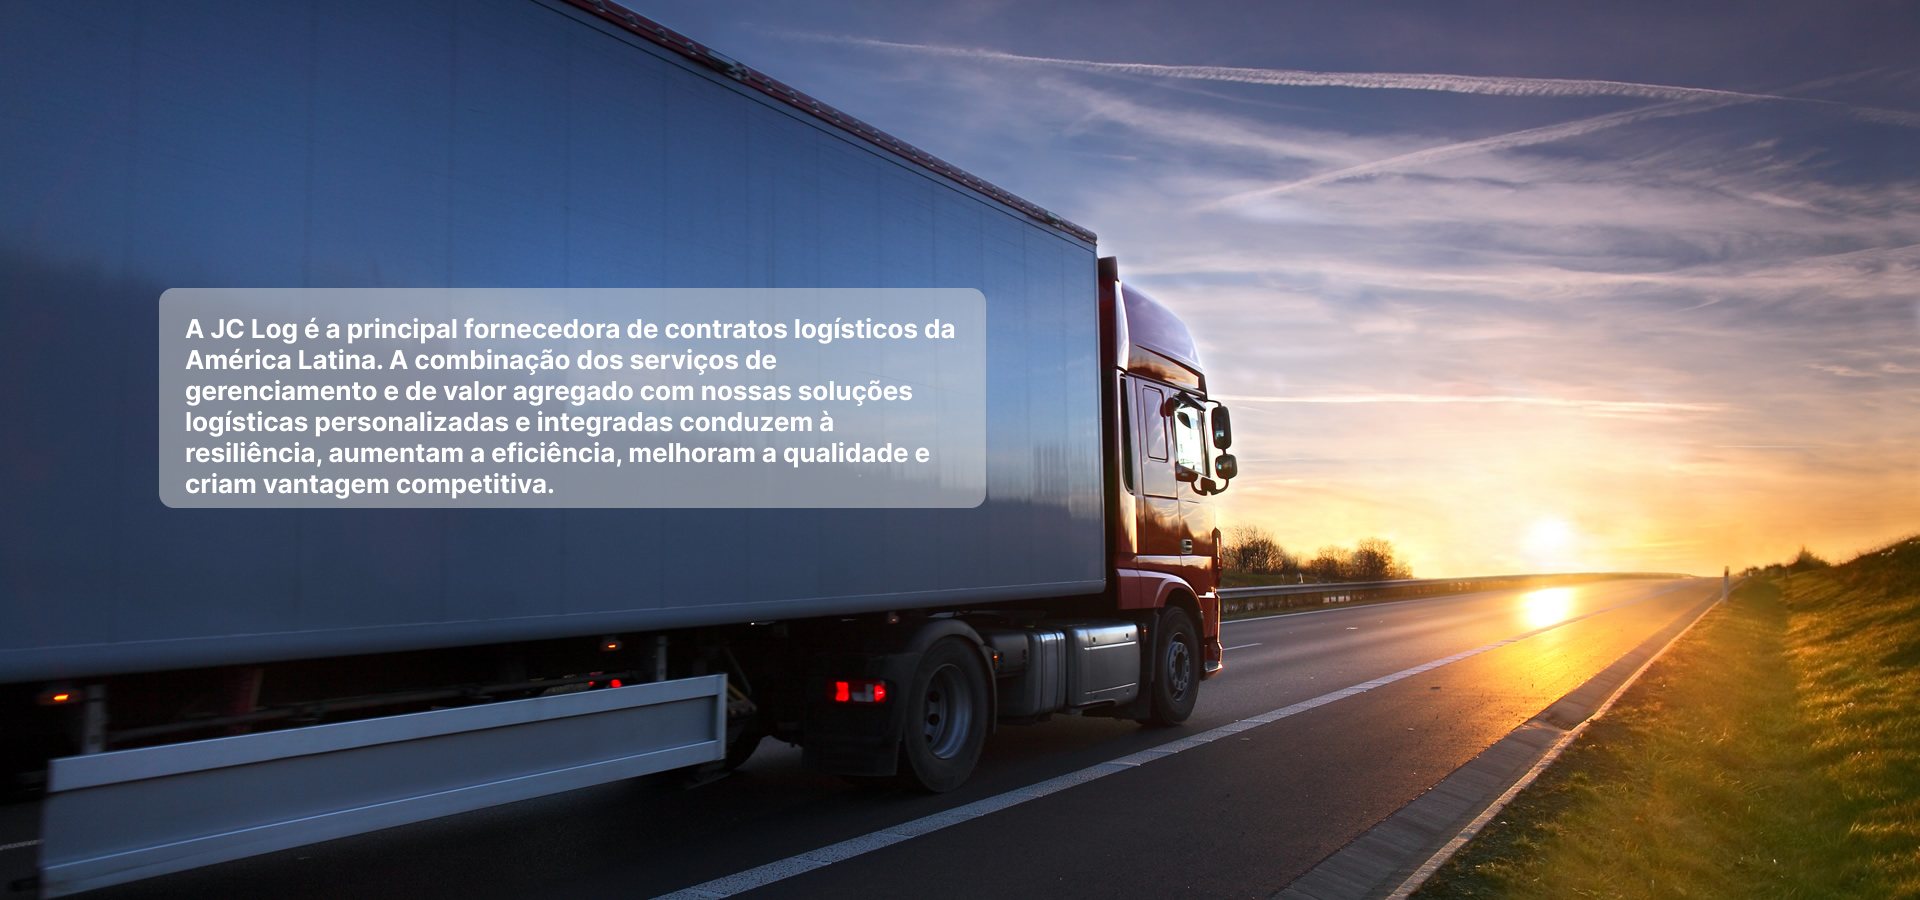 A JC Log é a principal fornecedora de contratos logísticos da
América Latina. A combinação dos serviços de
gerenciamento e de valor agregado com nossas soluções
logísticas personalizadas e integradas conduzem à
resiliência, aumentam a eficiência, melhoram a qualidade e
criam vantagem competitiva.